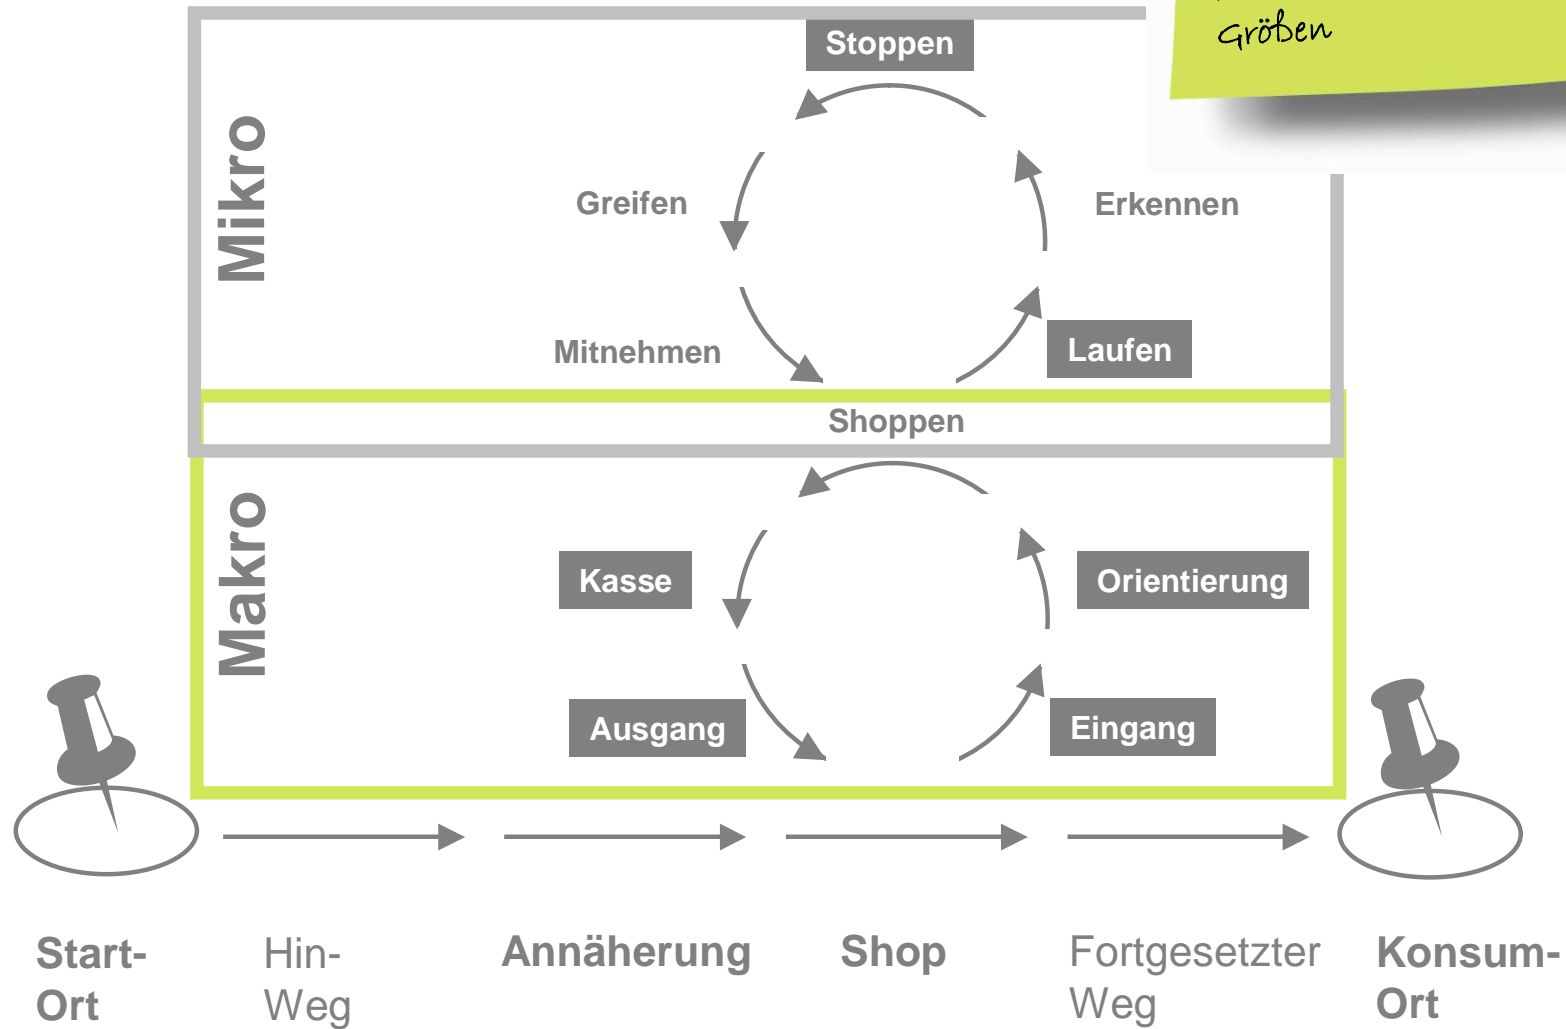 Größen
Stoppen
Mikro
Greifen
Erkennen
Mitnehmen
Laufen
Shoppen
Makro
Kasse
Orientierung
Ausgang
Eingang
Start-
Ort
Hin-
Weg
Annäherung
Shop
Fortgesetzter
Weg
Konsum-
Ort